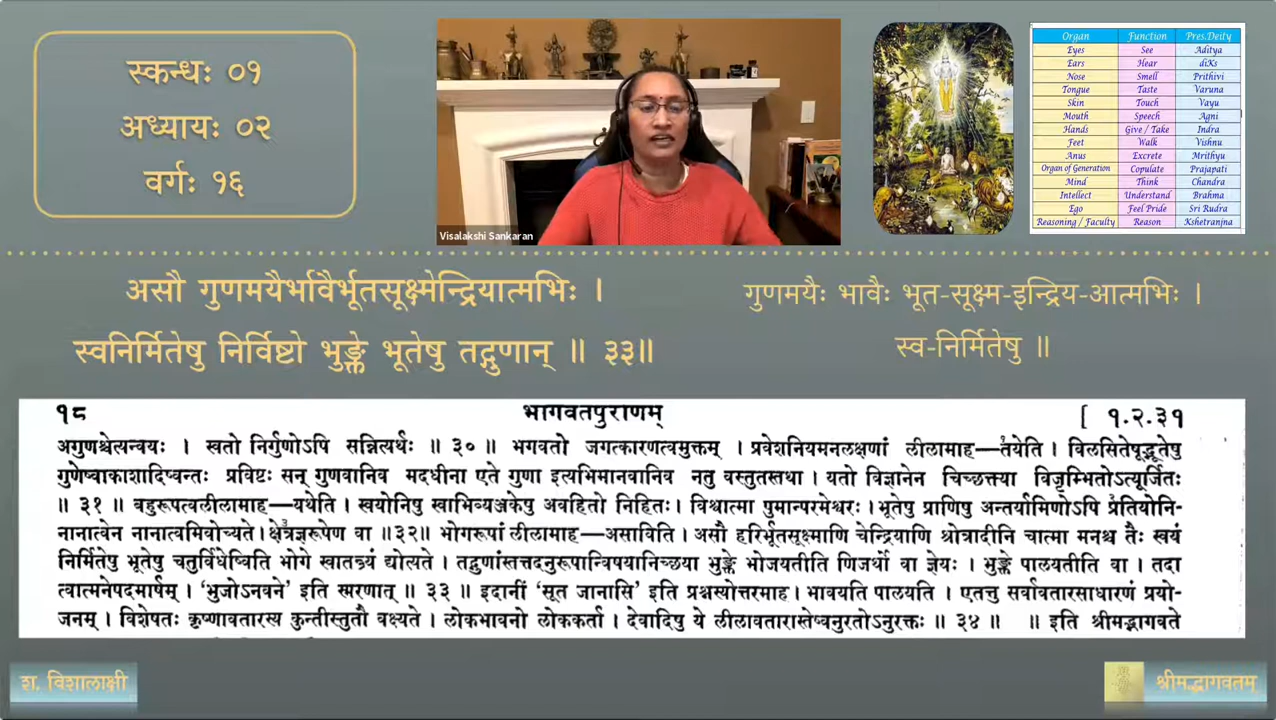 स्कन्धः ०१
अध्यायः ०२
वर्गः १६
Visalakshi Sankaran
Organ Function Pres.Deity
Eyes See Aditya
Ears Hear diKs
Nose Smell Prithivi
Tongue Taste Varuna
Skin Touch Vayu
Mouth Speech Agni
Hands Give / Take Indra
Feet Walk Vishnu
Anus Excrete Mrithyu
Organ of Generation Copulate Prajapati
Mind Think Chandra
Intellect Understand Brahma
Ego Feel Pride Sri Rudra
Reasoning / Faculty Reason Kshetranjna
असौ गुणमयैर्भावैर्भूतसूक्ष्मेन्द्रियात्मभिः ।
स्वनिर्मितेषु निर्विष्टो भुङ्क्ते भूतेषु तद्गुणान् ॥ ३३॥
गुणमयैः भावैः भूत-सूक्ष्म-इन्द्रिय-आत्मभिः ।
स्व-निर्मितेषु ॥
१८ भागवतपुराणम् [ १.२.३१
अगुणश्चेत्यन्वयः । स्वतो निर्गुणोऽपि सन्नित्यर्थः ॥ ३० ॥ भगवतो जगत्कारणत्वमुक्तम् । प्रवेशनियमनलक्षणां लीलामाह—तयेति । विलसितेषूद्भूतेषु
गुणेष्वाकाशादिष्वन्तः प्रविष्टः सन् गुणवानिव मदधीना एते गुणा इत्यभिमानवानिव नतु वस्तुतस्तथा । यतो विज्ञानेन चिच्छक्त्या विजृम्भितोऽत्यूर्जितः
॥ ३१ ॥ बहुरूपत्वलीलामाह—यथेति । स्वयोनिषु स्वाभिव्यञ्जकेषु अवहितो निहितः । विश्वात्मा पुमान्परमेश्वरः । भूतेषु प्राणिषु अन्तर्यामिणोऽपि प्रतियोनि-
नानात्वेन नानात्वमिवोच्यते । क्षेत्रज्ञरूपेण वा ॥३२॥ भोगरूपां लीलामाह—असाविति । असौ हरिर्भूतसूक्ष्माणि चेन्द्रियाणि श्रोत्रादीनि चात्मा मनश्च तैः स्वयं
निर्मितेषु भूतेषु चतुर्विधेष्विति भोगे स्वातन्त्र्यं द्योत्यते । तद्गुणांस्तत्तदनुरूपान्विषयानिच्छया भुङ्क्ते भोजयतीति णिजर्थो वा ज्ञेयः । भुङ्क्ते पालयतीति वा । तदा
त्वात्मनेपदमार्षम् । ‘भुजोऽनवने’ इति स्मरणात् ॥ ३३ ॥ इदानीं ‘सूत जानासि’ इति प्रश्नस्योत्तरमाह । भावयति पालयति । एतत्तु सर्वावतारसाधारणं प्रयो-
जनम् । विशेषतः कृष्णावतारस्य कुन्तीस्तुतौ वक्ष्यते । लोकभावनो लोककर्ता । देवादिषु ये लीलावतारास्तेष्वनुरतोऽनुरक्तः ॥ ३४ ॥ ॥ इति श्रीमद्भागवते
श. विशालाक्षी
श्रीमद्भागवतम्